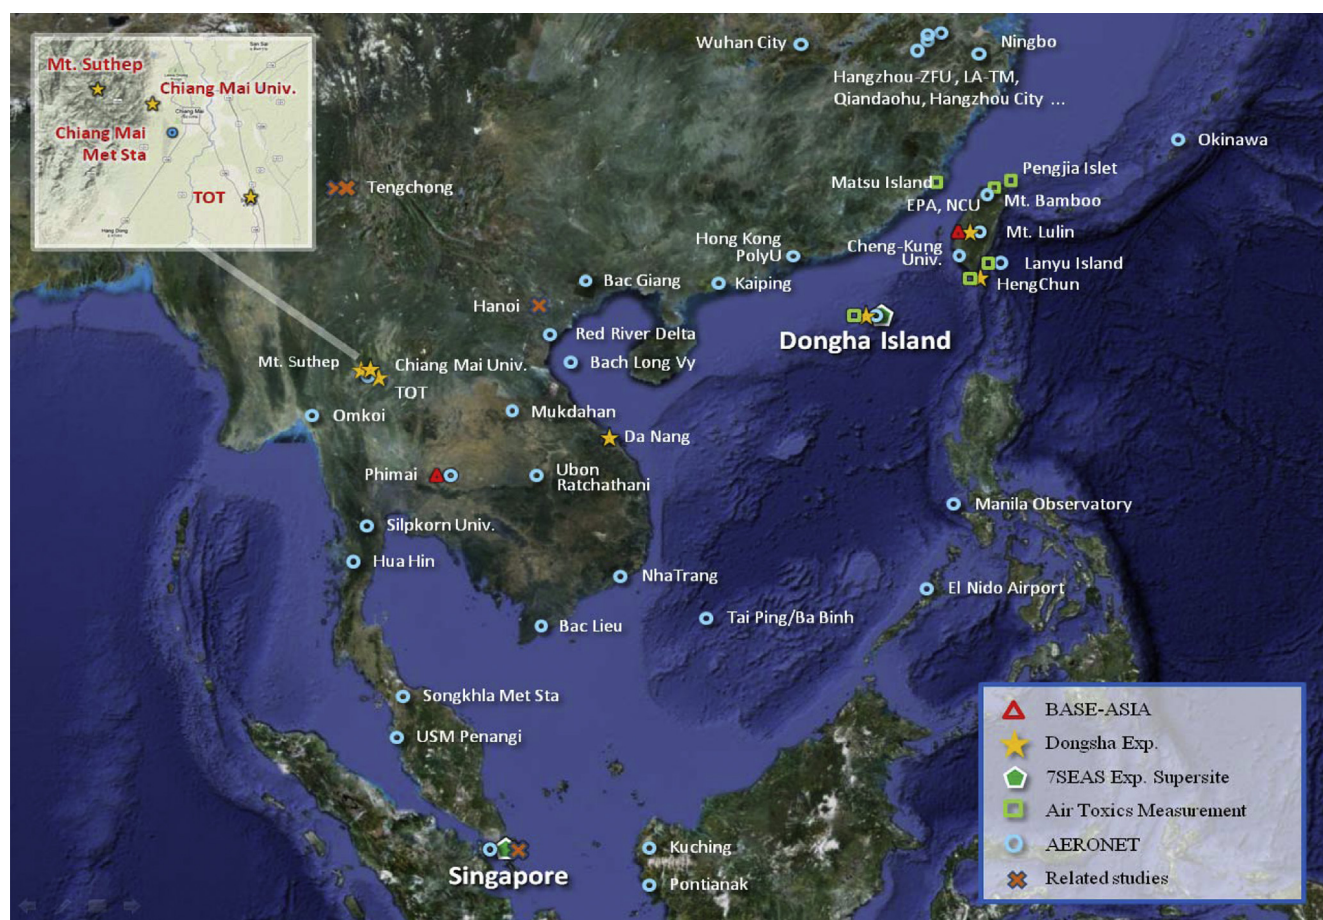 Mt. Suthep
Chiang Mai Univ.
Chiang Mai
Met Sta
TOT
Wuhan City
Ningbo
Hangzhou-ZFU , LA-TM,
Qiandaohu, Hangzhou City ...
Okinawa
Tengchong
Matsu Island
Pengjia Islet
EPA, NCU
Mt. Bamboo
Mt. Lulin
Hong Kong
PolyU
Cheng-Kung
Univ.
Lanyu Island
HengChun
Bac Giang
Kaiping
Hanoi
Red River Delta
Dongha Island
Mt. Suthep
Chiang Mai Univ.
TOT
Bach Long Vy
Omkoi
Mukdahan
Da Nang
Phimai
Ubon
Ratchathani
Manila Observatory
Silpkorn Univ.
Hua Hin
NhaTrang
El Nido Airport
Bac Lieu
Tai Ping/Ba Binh
Songkhla Met Sta
USM Penangi
Singapore
Kuching
Pontianak
BASE-ASIA
Dongsha Exp.
7SEAS Exp. Supersite
Air Toxics Measurement
AERONET
Related studies